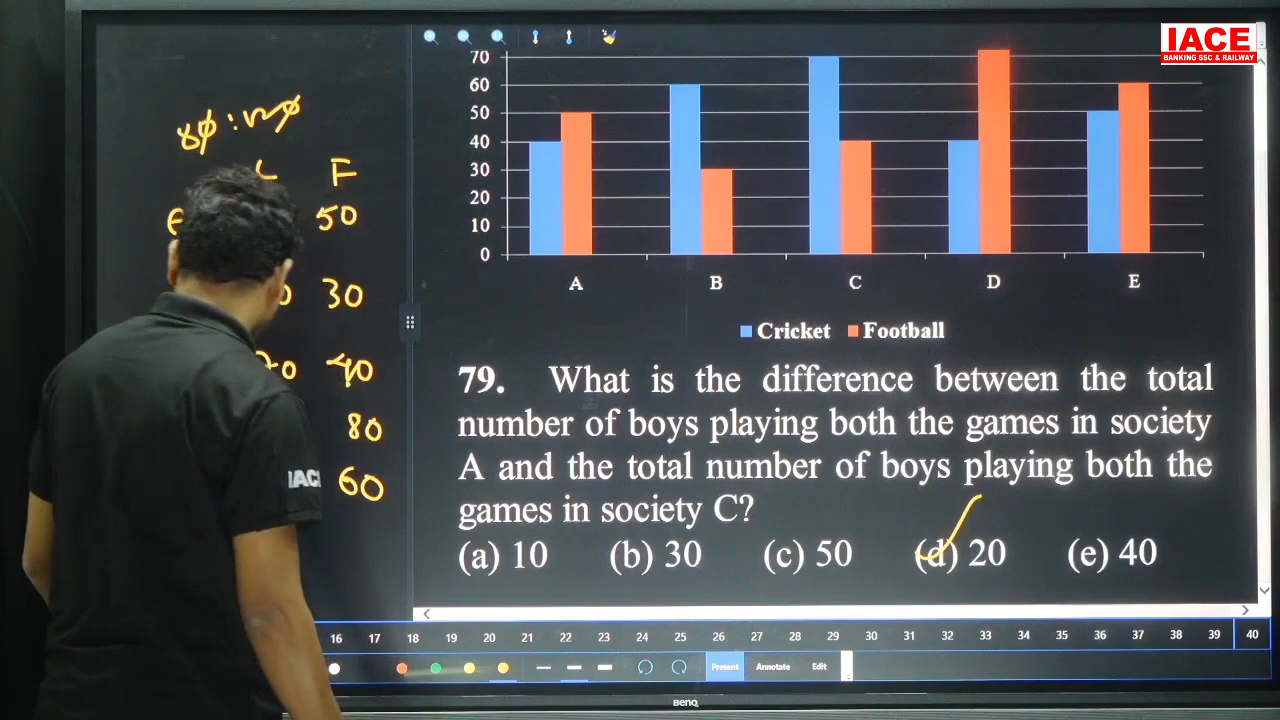 IACE
BANKING SSC & RAILWAY
80 : 120
F
50
30
70 40
80
60
IACE
70
60
50
40
30
20
10
0
A B C D E
Cricket Football
79. What is the difference between the total
number of boys playing both the games in society
A and the total number of boys playing both the
games in society C?
(a) 10 (b) 30 (c) 50 (d) 20 (e) 40
16 17 18 19 20 21 22 23 24 25 26 27 28 29 30 31 32 33 34 35 36 37 38 39 40
Present Annotate Edit
BenQ